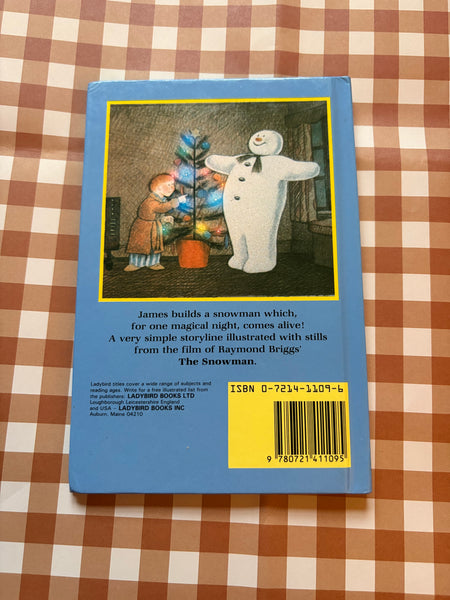 James builds a snowman which,
for one magical night, comes alive!
A very simple storyline illustrated with stills
from the film of Raymond Briggs'
The Snowman.
Ladybird titles cover a wide range of subjects and
reading ages. Write for a free illustrated list from
the publishers: LADYBIRD BOOKS LTD
Loughborough Leicestershire England
and USA - LADYBIRD BOOKS INC
Auburn, Maine 04210
ISBN 0-7214-1109-6
9 780721 411095